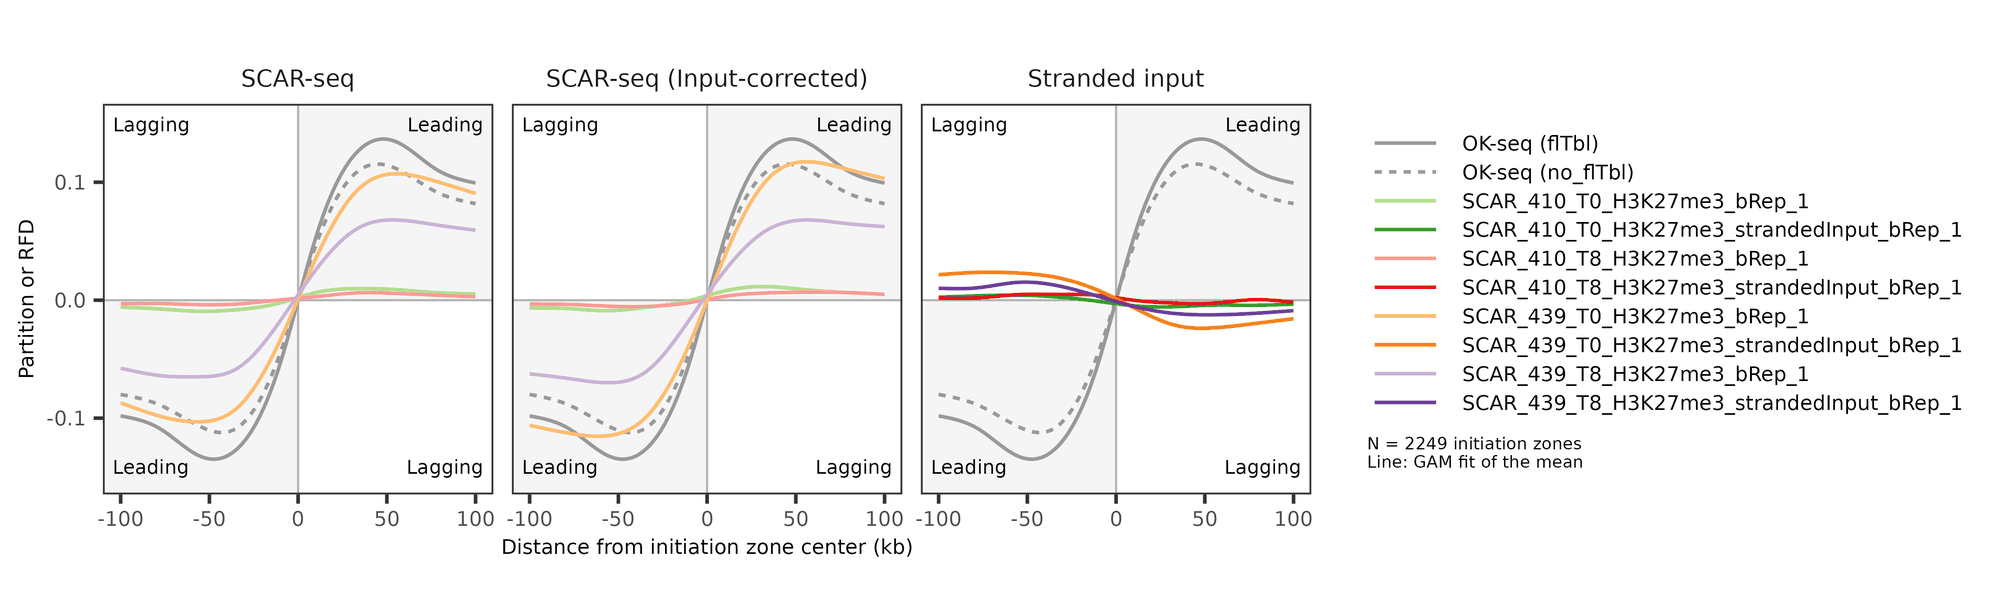 SCAR-seq
SCAR-seq (Input-corrected)
Stranded input
Partition or RFD
0.1
0.0
-0.1
Lagging
Leading
Leading
Lagging
Lagging
Leading
Leading
Lagging
Lagging
Leading
Leading
Lagging
-100 -50 0 50 100
-100 -50 0 50 100
-100 -50 0 50 100
Distance from initiation zone center (kb)
OK-seq (flTbl)
OK-seq (no_flTbl)
SCAR_410_T0_H3K27me3_bRep_1
SCAR_410_T0_H3K27me3_strandedInput_bRep_1
SCAR_410_T8_H3K27me3_bRep_1
SCAR_410_T8_H3K27me3_strandedInput_bRep_1
SCAR_439_T0_H3K27me3_bRep_1
SCAR_439_T0_H3K27me3_strandedInput_bRep_1
SCAR_439_T8_H3K27me3_bRep_1
SCAR_439_T8_H3K27me3_strandedInput_bRep_1
N = 2249 initiation zones
Line: GAM fit of the mean